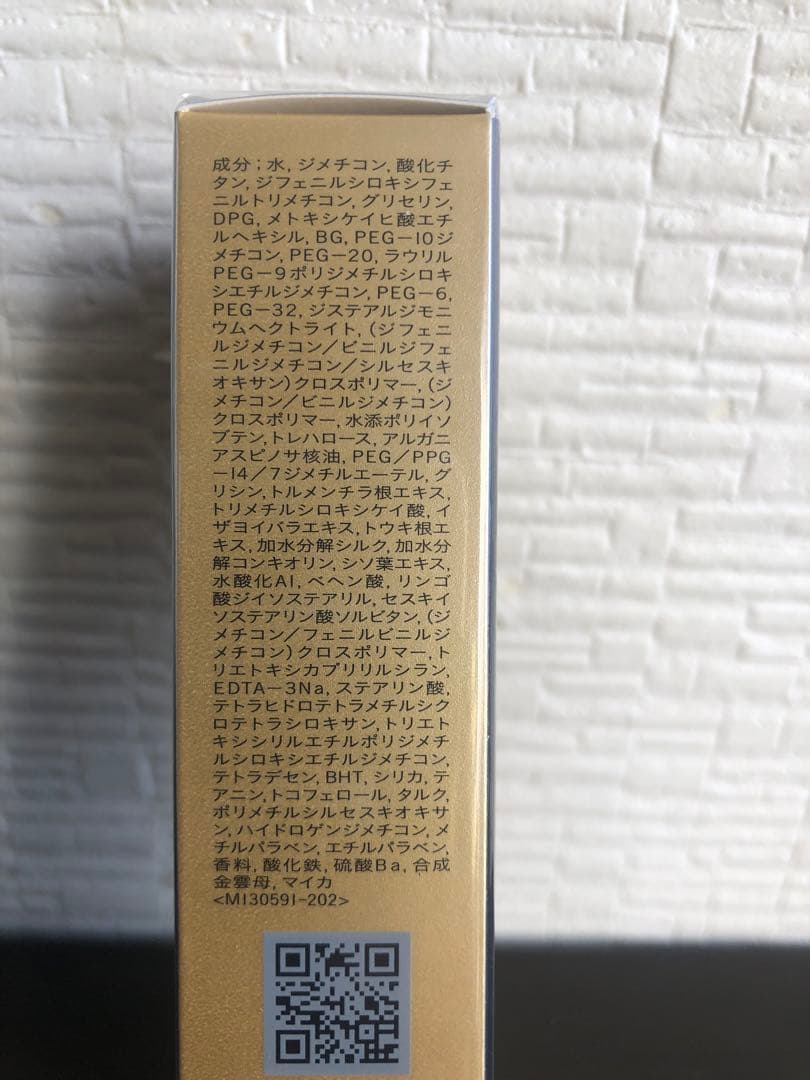 成分；水, ジメチコン, 酸化チ
タン, ジフェニルシロキシフェ
ニルトリメチコン, グリセリン,
DPG, メトキシケイヒ酸エチ
ルヘキシル, BG, PEG－10ジ
メチコン, PEG－20, ラウリル
PEG－9ポリジメチルシロキ
シエチルジメチコン, PEG－6,
PEG－32, ジステアルジモニ
ウムヘクトライト, (ジフェニ
ルジメチコン／ビニルジフェ
ニルジメチコン／シルセスキ
オキサン)クロスポリマー, (ジ
メチコン／ビニルジメチコン)
クロスポリマー, 水添ポリイソ
ブテン, トレハロース, アルガニ
アスピノサ核油, PEG／PPG
－14／7ジメチルエーテル, グ
リシン, トルメンチラ根エキス,
トリメチルシロキシケイ酸, イ
ザヨイバラエキス, トウキ根エ
キス, 加水分解シルク, 加水分
解コンキオリン, シソ葉エキス,
水酸化Al, ベヘン酸, リンゴ
酸ジイソステアリル, セスキイ
ソステアリン酸ソルビタン, (ジ
メチコン／フェニルビニルジ
メチコン)クロスポリマー, ト
リエトキシカプリリルシラン,
EDTA－3Na, ステアリン酸,
テトラヒドロテトラメチルシク
ロテトラシロキサン, トリエト
キシシリルエチルポリジメチ
ルシロキシエチルジメチコン,
テトラデセン, BHT, シリカ, テ
アニン, トコフェロール, タルク,
ポリメチルシルセスキオキサ
ン, ハイドロゲンジメチコン, メ
チルパラベン, エチルパラベン,
香料, 酸化鉄, 硫酸Ba, 合成
金雲母, マイカ
<MI30591-202>